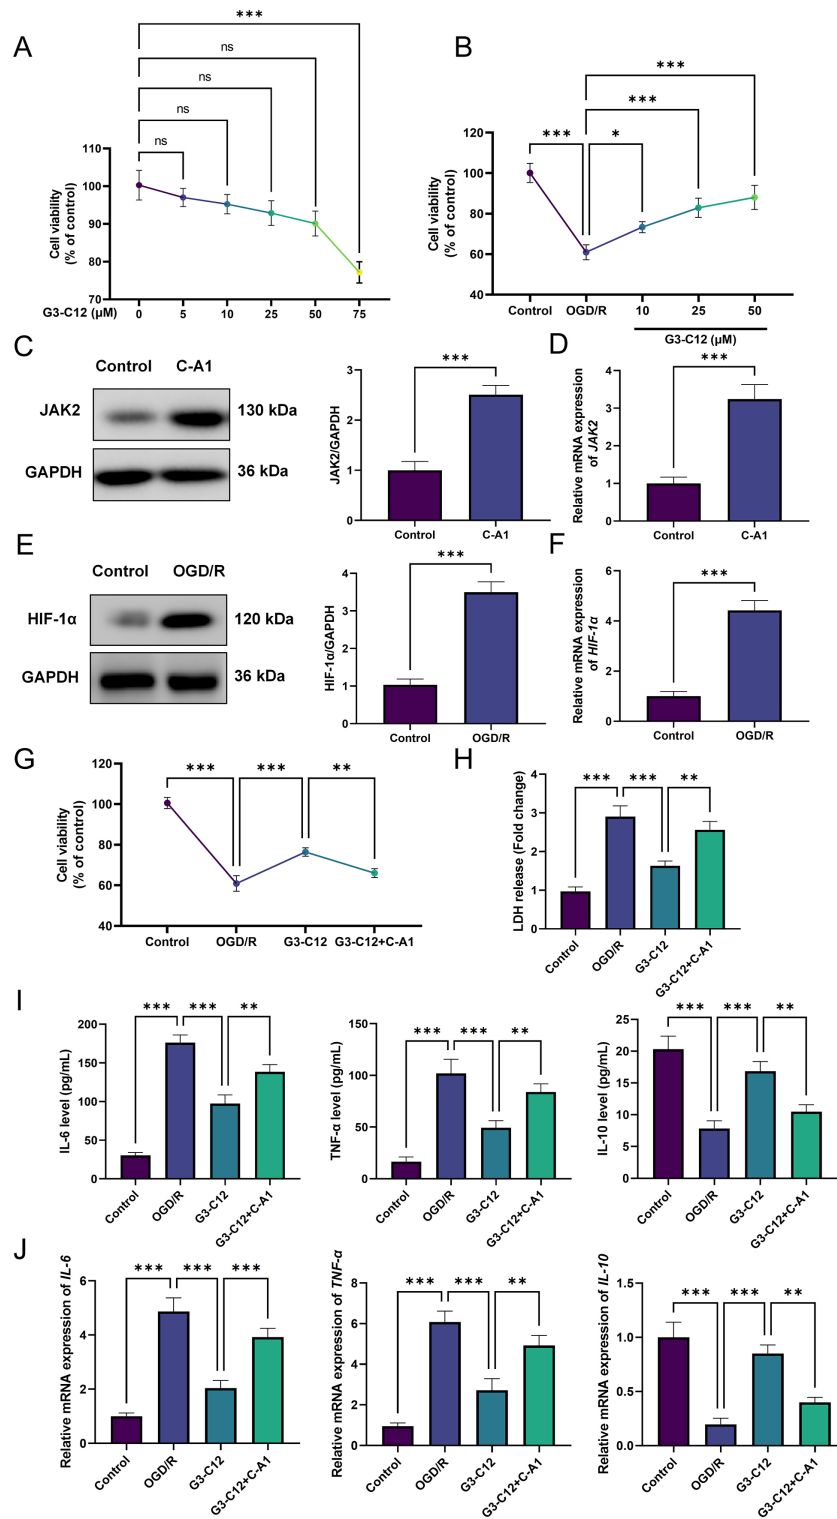 A
***
ns
ns
ns
ns
Cell viability
(% of control)
110
100
90
80
70
G3-C12 (μM)
0 5 10 25 50 75
B
***
***
***
*
Cell viability
(% of control)
120
100
80
60
40
Control OGD/R 10 25 50
G3-C12 (μM)
C
Control C-A1
JAK2
130 kDa
GAPDH
36 kDa
***
JAK2/GAPDH
3
2
1
0
Control C-A1
D
***
Relative mRNA expression
of JAK2
4
3
2
1
0
Control C-A1
E
Control OGD/R
HIF-1α
120 kDa
GAPDH
36 kDa
***
HIF-1α/GAPDH
4
3
2
1
0
Control OGD/R
F
***
Relative mRNA expression
of HIF-1α
6
4
2
0
Control OGD/R
G
*** *** **
Cell viability
(% of control)
120
100
80
60
40
Control OGD/R G3-C12 G3-C12+C-A1
H
*** *** **
LDH release (Fold change)
4
3
2
1
0
Control OGD/R G3-C12 G3-C12+C-A1
I
*** *** **
IL-6 level (pg/mL)
200
150
100
50
0
Control OGD/R G3-C12 G3-C12+C-A1
*** *** **
TNF-α level (pg/mL)
150
100
50
0
Control OGD/R G3-C12 G3-C12+C-A1
*** *** **
IL-10 level (pg/mL)
25
20
15
10
5
0
Control OGD/R G3-C12 G3-C12+C-A1
J
*** *** ***
Relative mRNA expression of IL-6
6
4
2
0
Control OGD/R G3-C12 G3-C12+C-A1
*** *** **
Relative mRNA expression of TNF-α
8
6
4
2
0
Control OGD/R G3-C12 G3-C12+C-A1
*** *** **
Relative mRNA expression of IL-10
1.5
1.0
0.5
0.0
Control OGD/R G3-C12 G3-C12+C-A1